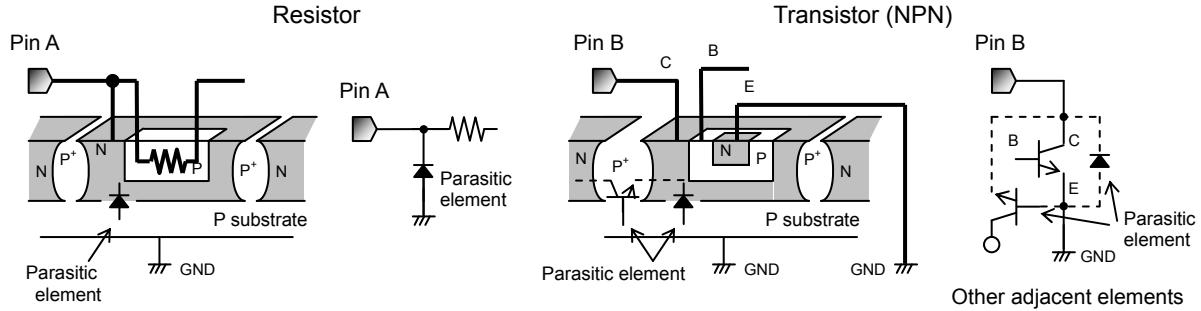 Resistor
Pin A
N
P+
N
P
P+
N
P substrate
Parasitic
element
GND
Pin A
Parasitic
element
Transistor (NPN)
Pin B
C
B
E
N
P+
N
P
P+
N
P substrate
Parasitic element
GND
GND
Pin B
B
C
E
Parasitic
element
GND
Other adjacent elements